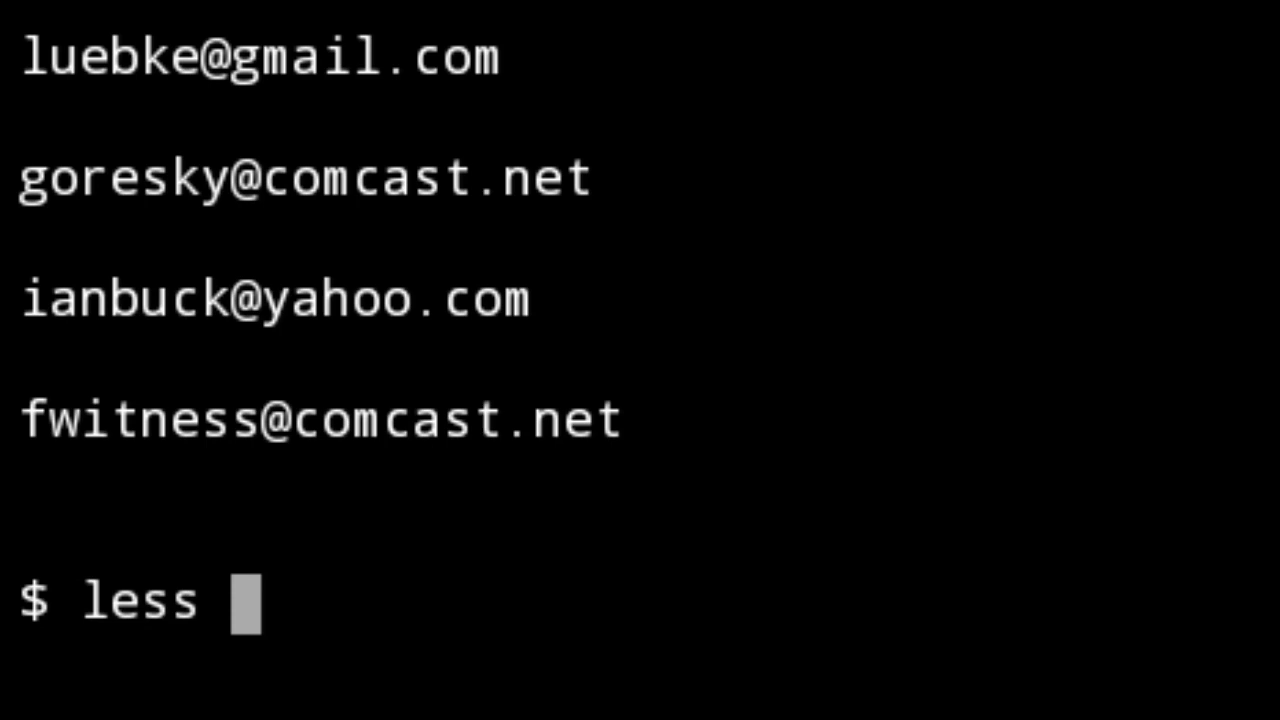 luebke@gmail.com
goresky@comcast.net
ianbuck@yahoo.com
fwitness@comcast.net
$ less